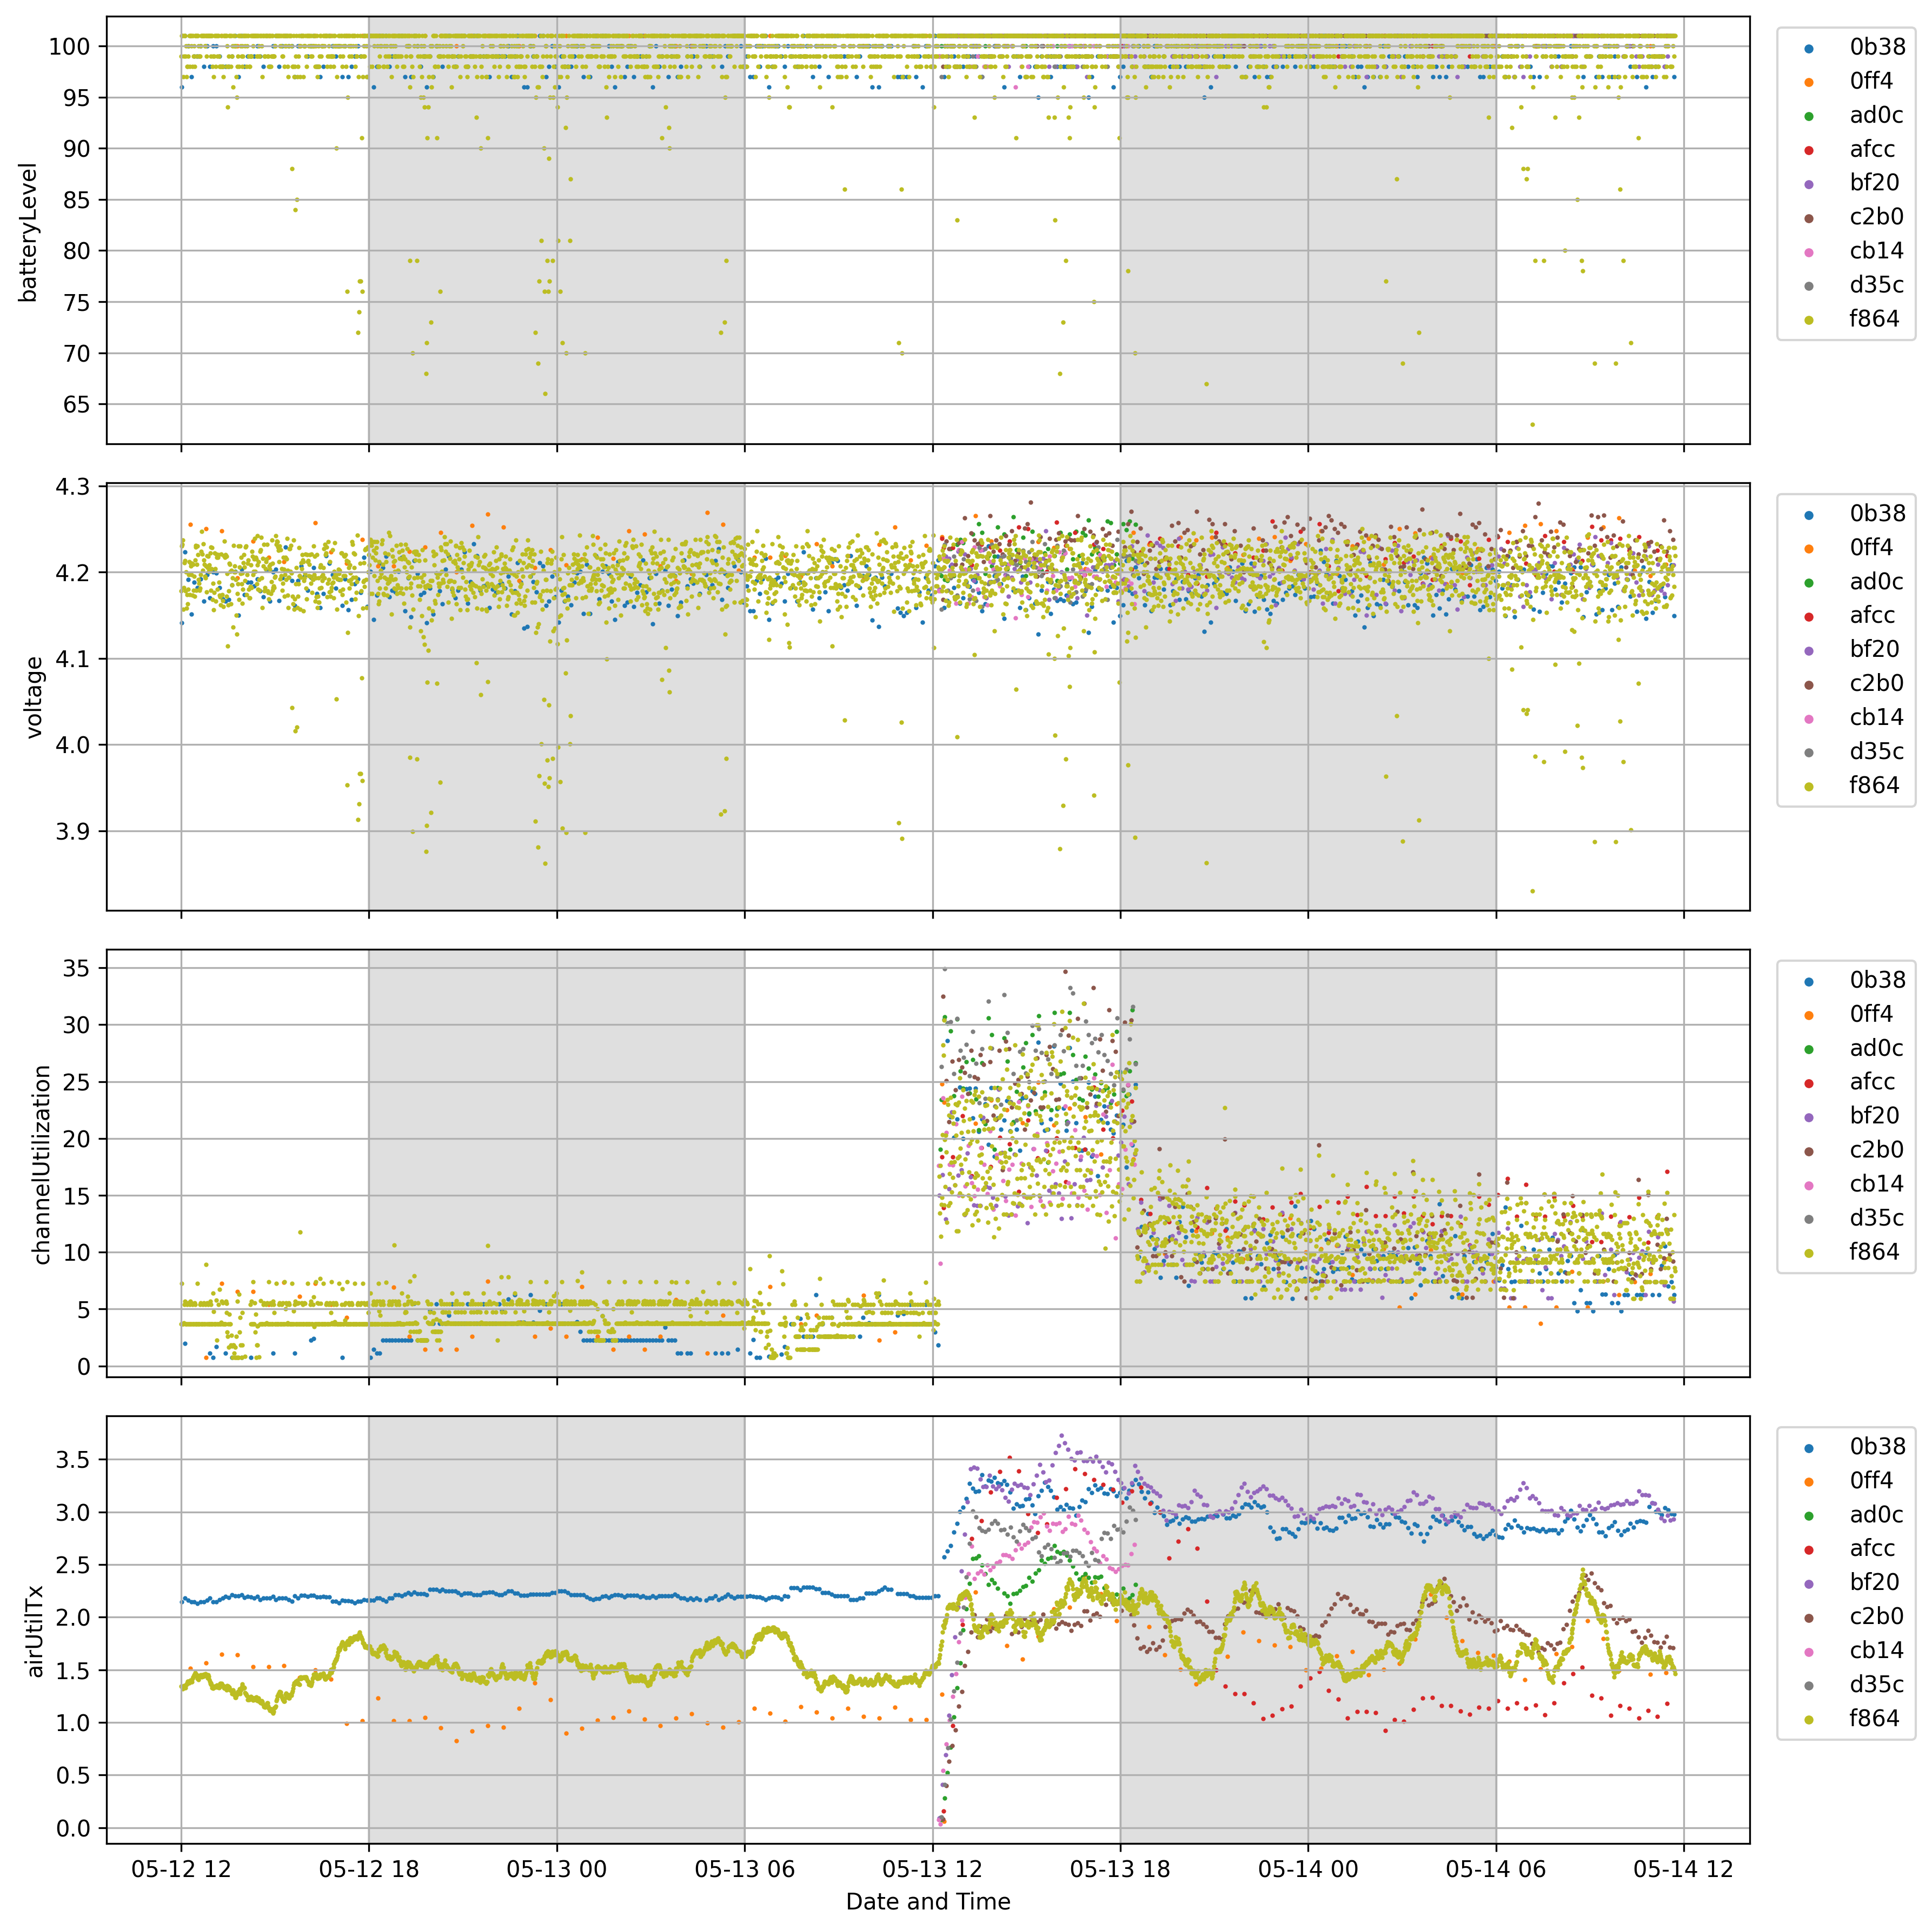 batteryLevel
100
95
90
85
80
75
70
65
0b38
0ff4
ad0c
afcc
bf20
c2b0
cb14
d35c
f864
voltage
4.3
4.2
4.1
4.0
3.9
0b38
0ff4
ad0c
afcc
bf20
c2b0
cb14
d35c
f864
channelUtilization
35
30
25
20
15
10
5
0
0b38
0ff4
ad0c
afcc
bf20
c2b0
cb14
d35c
f864
airUtilTx
3.5
3.0
2.5
2.0
1.5
1.0
0.5
0.0
0b38
0ff4
ad0c
afcc
bf20
c2b0
cb14
d35c
f864
05-12 12 05-12 18 05-13 00 05-13 06 05-13 12 05-13 18 05-14 00 05-14 06 05-14 12
Date and Time